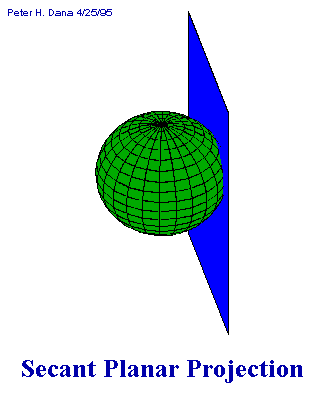 Peter H. Dana 4/25/95
Secant Planar Projection